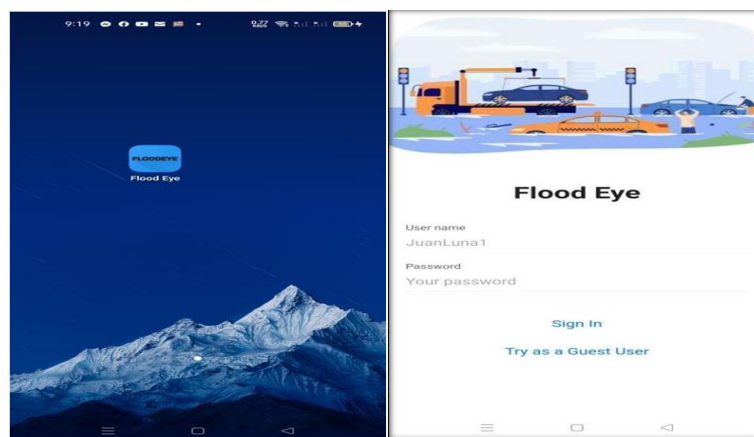 9:19
FLOODEYE
Flood Eye
Flood Eye
User name
JuanLuna1
Password
Your password
Sign In
Try as a Guest User